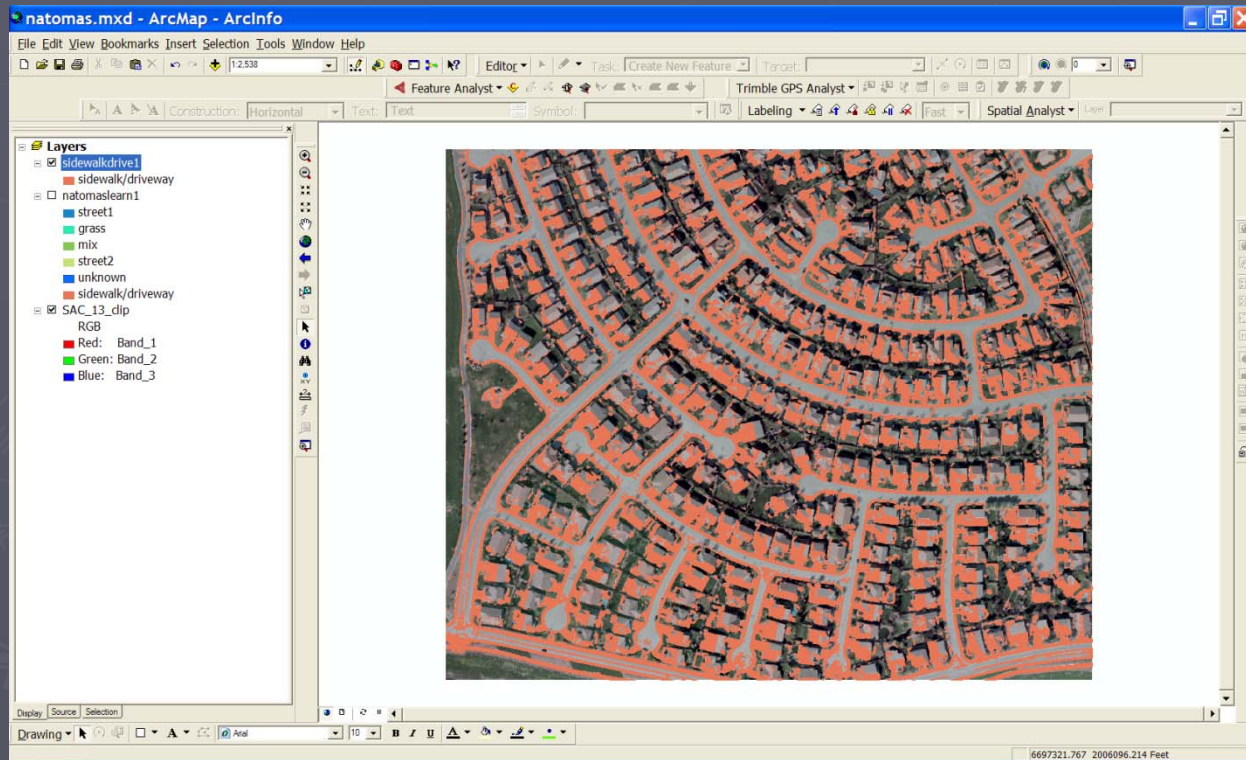 natomas.mxd - ArcMap - ArcInfo
File Edit View Bookmarks Insert Selection Tools Window Help
1:2,538
Editor Task: Create New Feature Target: 0
Feature Analyst Trimble GPS Analyst
A A Construction: Horizontal Text: Text Symbol: Labeling Fast Spatial Analyst Layer:
Layers
sidewalkdrive1
sidewalk/driveway
natomaslearn1
street1
grass
mix
street2
unknown
sidewalk/driveway
SAC_13_clip
RGB
Red: Band_1
Green: Band_2
Blue: Band_3
Display Source Selection
Drawing A Arial 10 B I U A
6697321.767 2006096.214 Feet